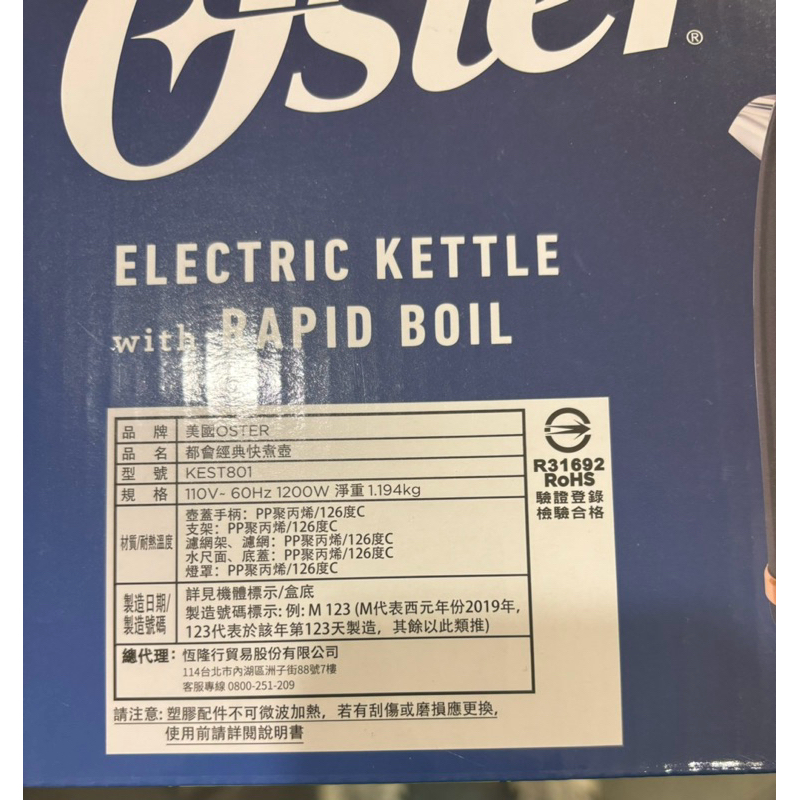 Oster®
ELECTRIC KETTLE
with RAPID BOIL
品 牌 美國OSTER
品 名 都會經典快煮壺
型 號 KEST801
規 格 110V~ 60Hz 1200W 淨重1.194kg
材質/耐熱溫度
壺蓋手柄：PP聚丙烯/126度C
支架：PP聚丙烯/126度C
濾網架、濾網：PP聚丙烯/126度C
水尺面、底蓋：PP聚丙烯/126度C
燈罩：PP聚丙烯/126度C
製造日期/
製造號碼
詳見機體標示/盒底
製造號碼標示: 例: M 123 (M代表西元年份2019年,
123代表於該年第123天製造，其餘以此類推)
總代理：恆隆行貿易股份有限公司
114台北市內湖區洲子街88號7樓
客服專線 0800-251-209
請注意: 塑膠配件不可微波加熱，若有刮傷或磨損應更換,
使用前請詳閱說明書
R31692
RoHS
驗證登錄
檢驗合格